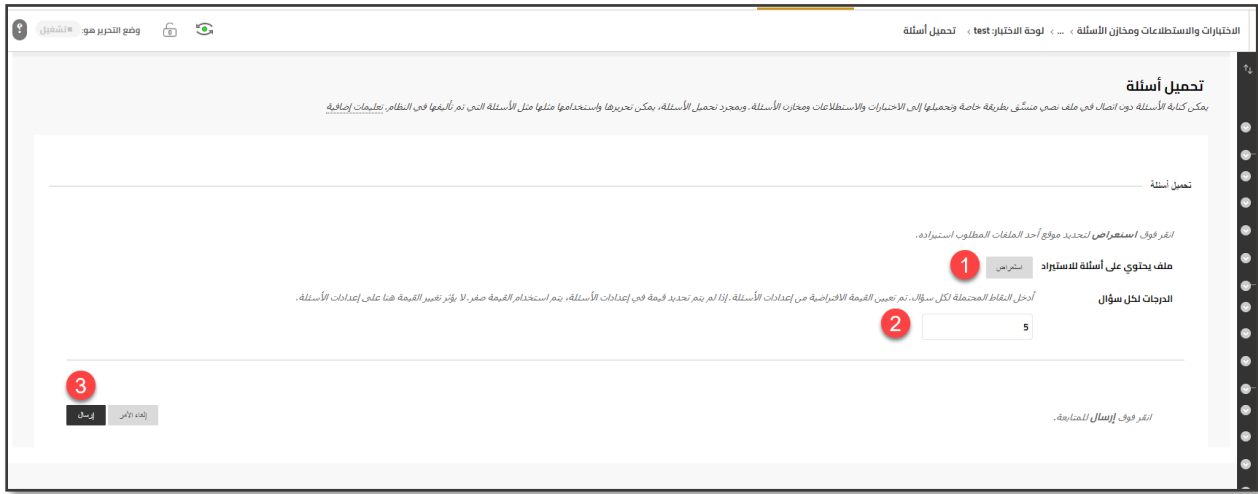 الاختبارات والاستطلاعات ومخازن الأسئلة › ... › لوحة الاختبار: test › تحميل أسئلة
وضع التحرير هو: تشغيل ?
تحميل أسئلة
يمكن كتابة الأسئلة دون اتصال في ملف نصي منسَّق بطريقة خاصة وتحميلها إلى الاختبارات والاستطلاعات ومخازن الأسئلة. وبمجرد تحميل الأسئلة، يمكن تحريرها واستخدامها مثلها مثل الأسئلة التي تم تأليفها في النظام. تعليمات إضافية
تحميل أسئلة
انقر فوق استعراض لتحديد موقع أحد الملفات المطلوب استيراده.
ملف يحتوي على أسئلة للاستيراد استعراض 1
الدرجات لكل سؤال أدخل النقاط المحتملة لكل سؤال. تم تعيين القيمة الافتراضية من إعدادات الأسئلة. إذا لم يتم تحديد قيمة في إعدادات الأسئلة، يتم استخدام القيمة صفر. لا يؤثر تغيير القيمة هنا على إعدادات الأسئلة.
5 2
3
انقر فوق إرسال للمتابعة. إلغاء الأمر إرسال